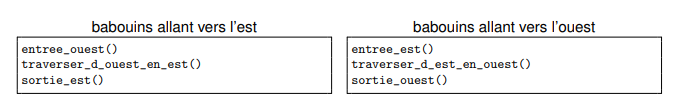 babouins allant vers l'est
entree_ouest()
traverser_d_ouest_en_est()
sortie_est()
babouins allant vers l'ouest
entree_est()
traverser_d_est_en_ouest()
sortie_ouest()